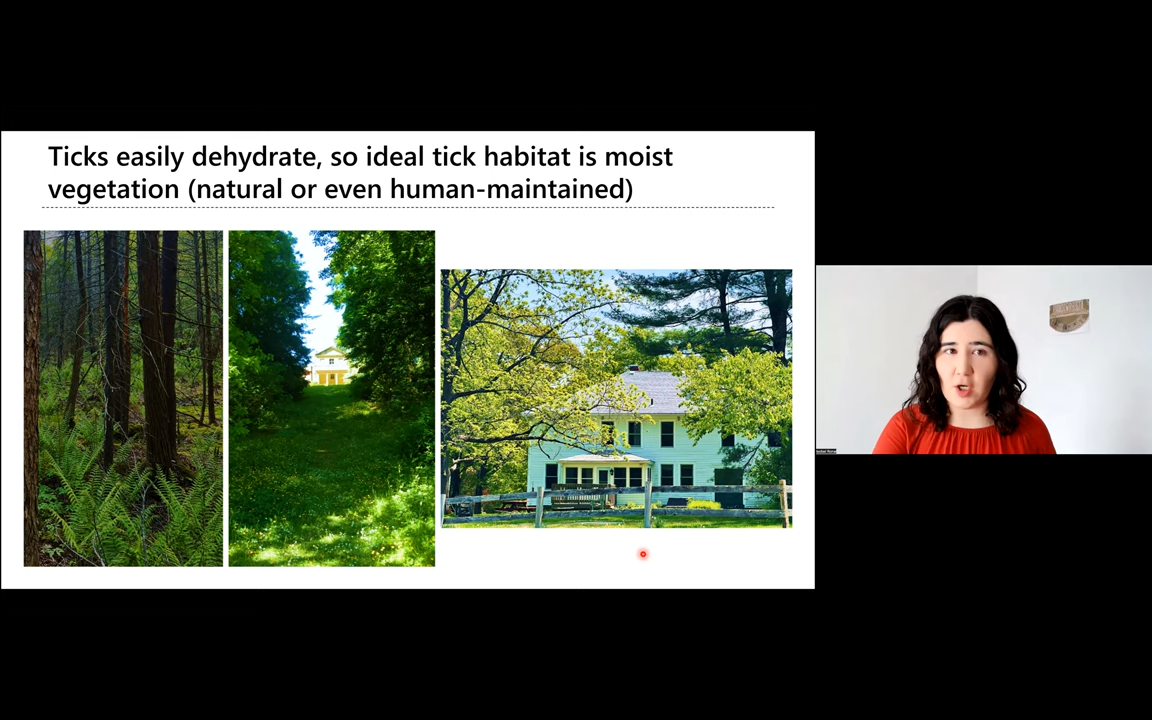 Ticks easily dehydrate, so ideal tick habitat is moist
vegetation (natural or even human-maintained)